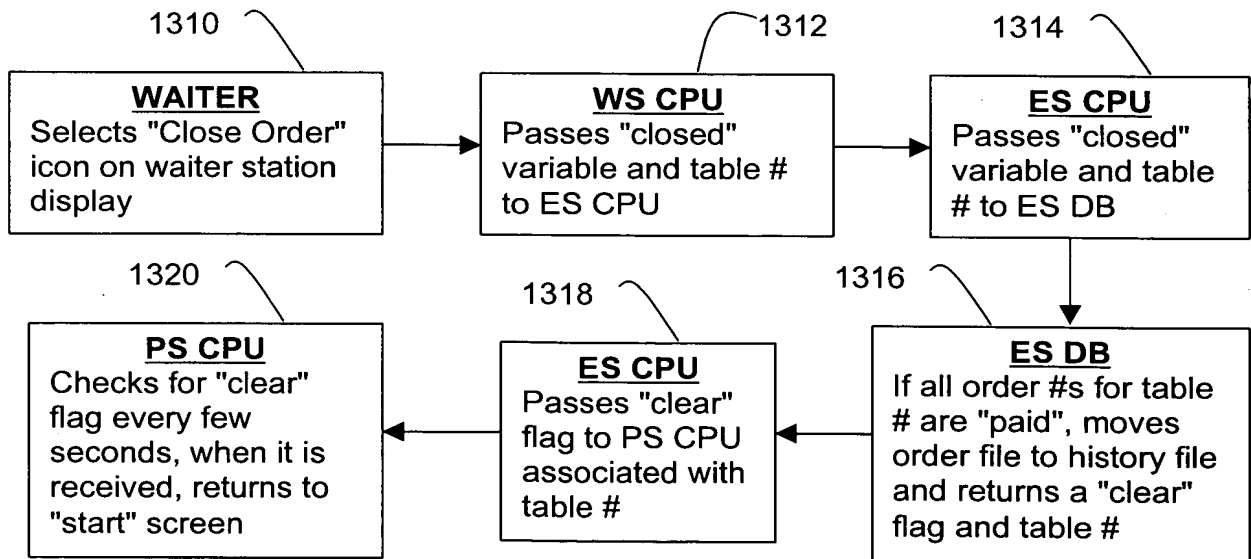 1310
WAITER
Selects "Close Order"
icon on waiter station
display
1312
WS CPU
Passes "closed"
variable and table #
to ES CPU
1314
ES CPU
Passes "closed"
variable and table
# to ES DB
1316
ES DB
If all order #s for table
# are "paid", moves
order file to history file
and returns a "clear"
flag and table #
1318
ES CPU
Passes "clear"
flag to PS CPU
associated with
table #
1320
PS CPU
Checks for "clear"
flag every few
seconds, when it is
received, returns to
"start" screen